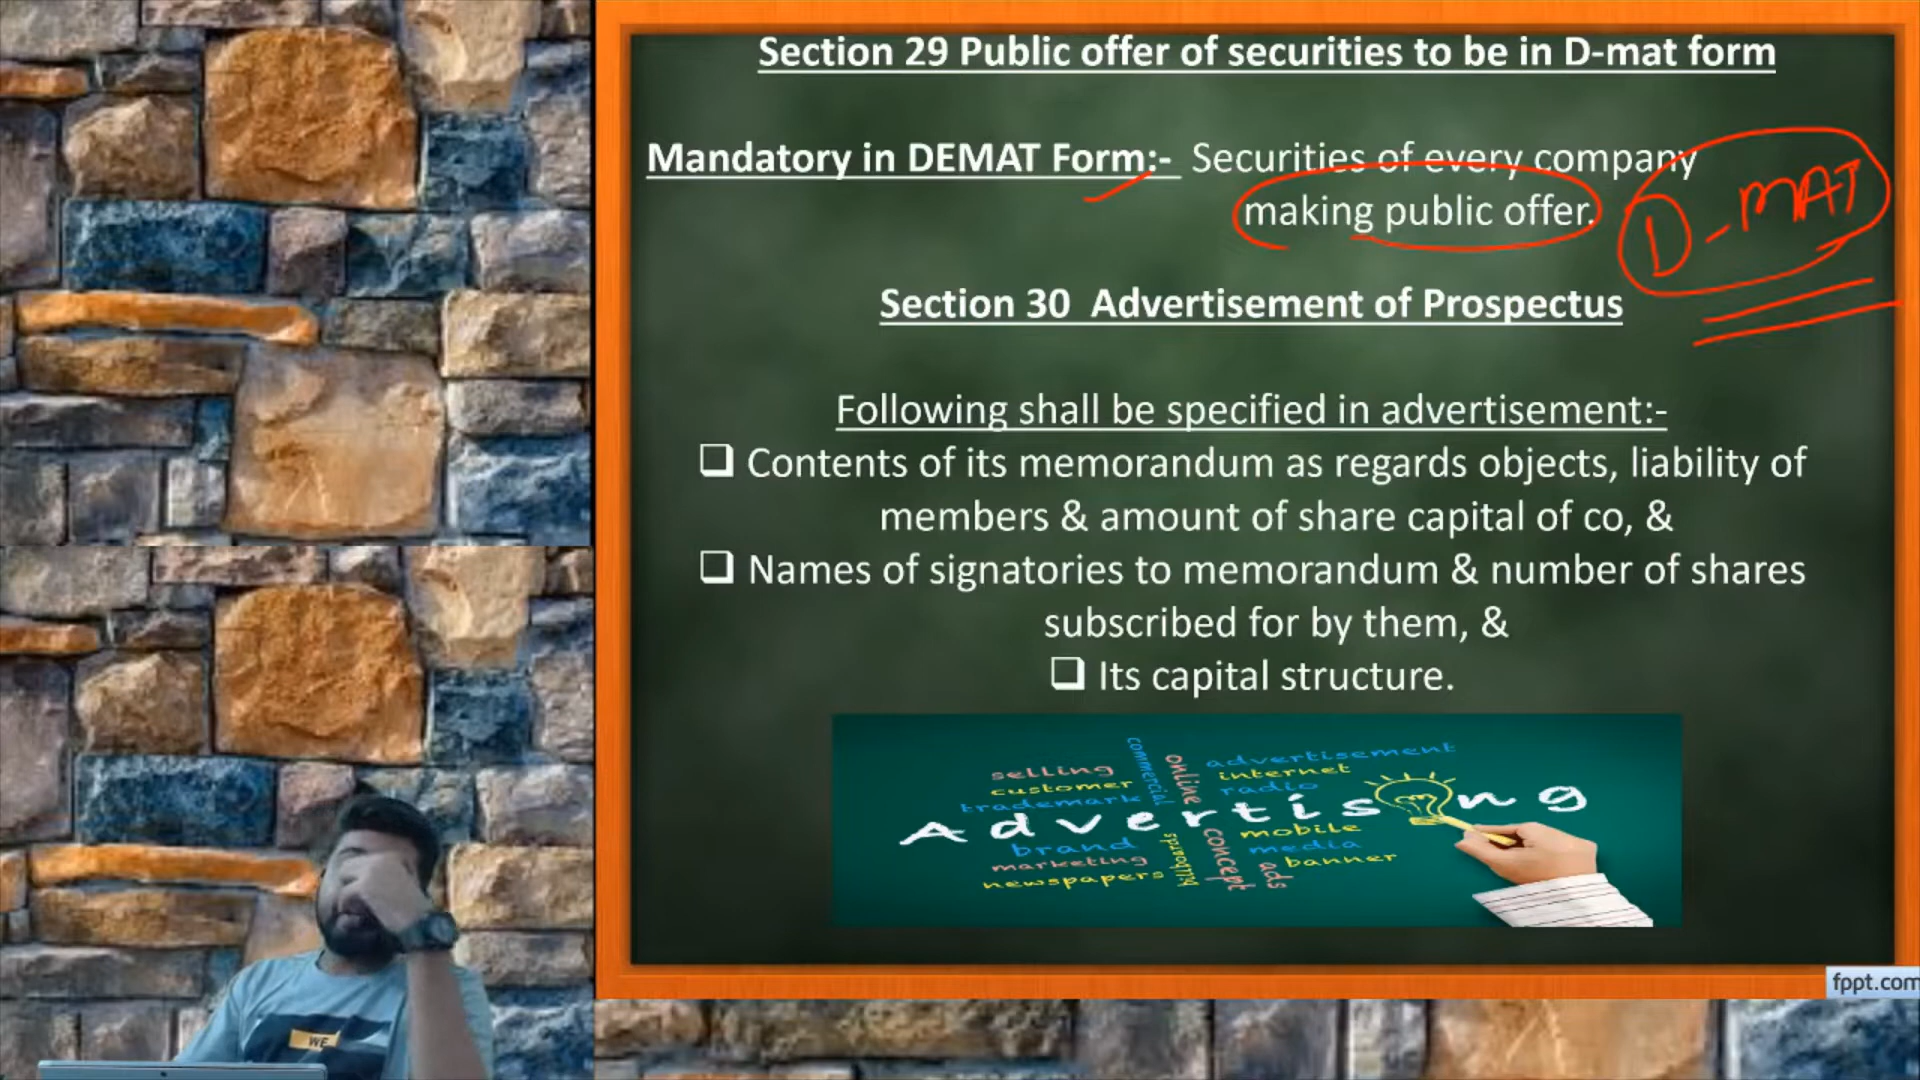 Section 29 Public offer of securities to be in D-mat form
Mandatory in DEMAT Form:- Securities of every company
making public offer.
D-MAT
Section 30 Advertisement of Prospectus
Following shall be specified in advertisement:-
❑ Contents of its memorandum as regards objects, liability of
members & amount of share capital of co, &
❑ Names of signatories to memorandum & number of shares
subscribed for by them, &
❑ Its capital structure.
commercial
online
advertisement
selling
internet
customer
radio
trademark
Advertising
brand
mobile
media
marketing
banner
newspapers
billboards
concept
ads
fppt.com
WE